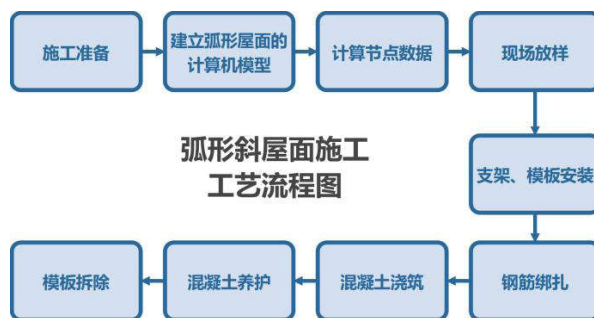 施工准备
建立弧形屋面的
计算机模型
计算节点数据
现场放样
弧形斜屋面施工
工艺流程图
支架、模板安装
钢筋绑扎
混凝土浇筑
混凝土养护
模板拆除